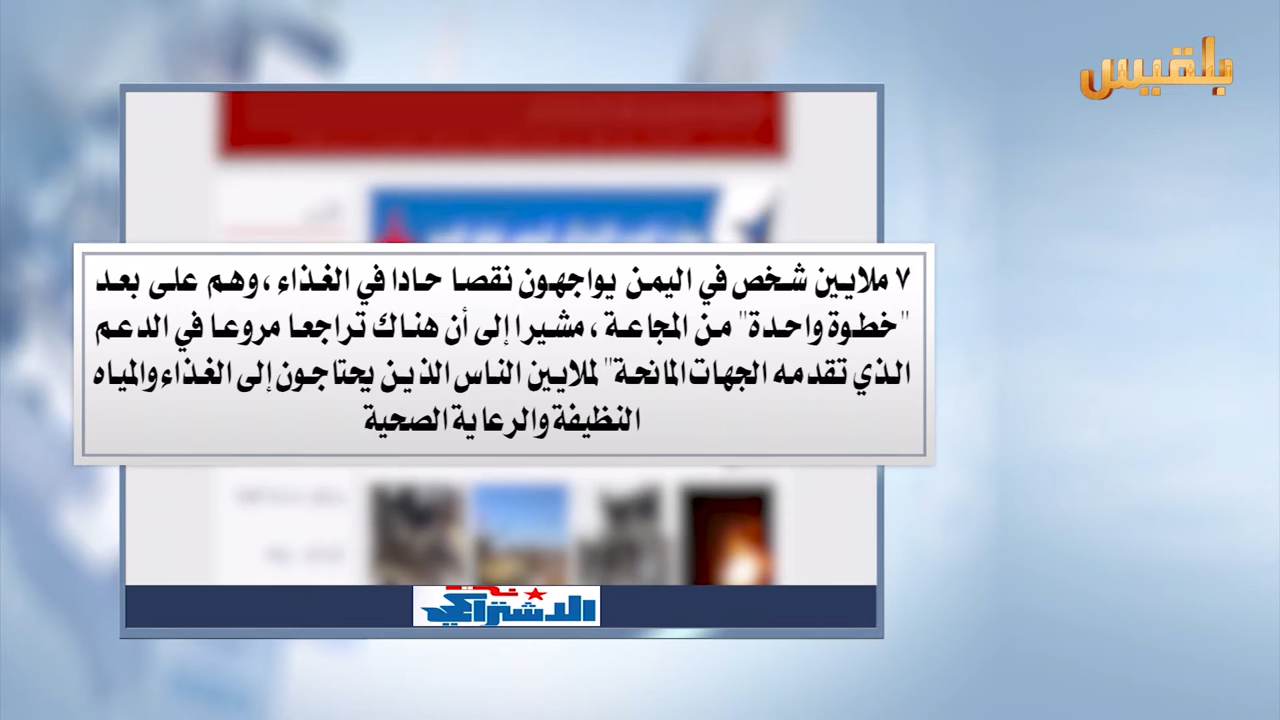 بلقيس
٧ ملايين شخص في اليمن يواجهون نقصا حادا في الغذاء ، وهم على بعد
"خطوة واحدة" من المجاعة ، مشيرا إلى أن هناك تراجعا مروعا في الدعم
الذي تقدمه الجهات المانحة" لملايين الناس الذين يحتاجون إلى الغذاء والمياه
النظيفة والرعاية الصحية
الاشتراكي